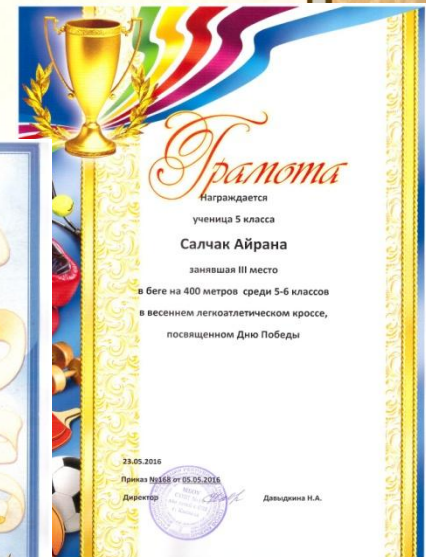 Грамота
Награждается
ученица 5 класса
Салчак Айрана
занявшая III место
в беге на 400 метров среди 5-6 классов
в весеннем легкоатлетическом кроссе,
посвященном Дню Победы
23.05.2016
Приказ №168 от 05.05.2016
Директор Давыдкина Н.А.